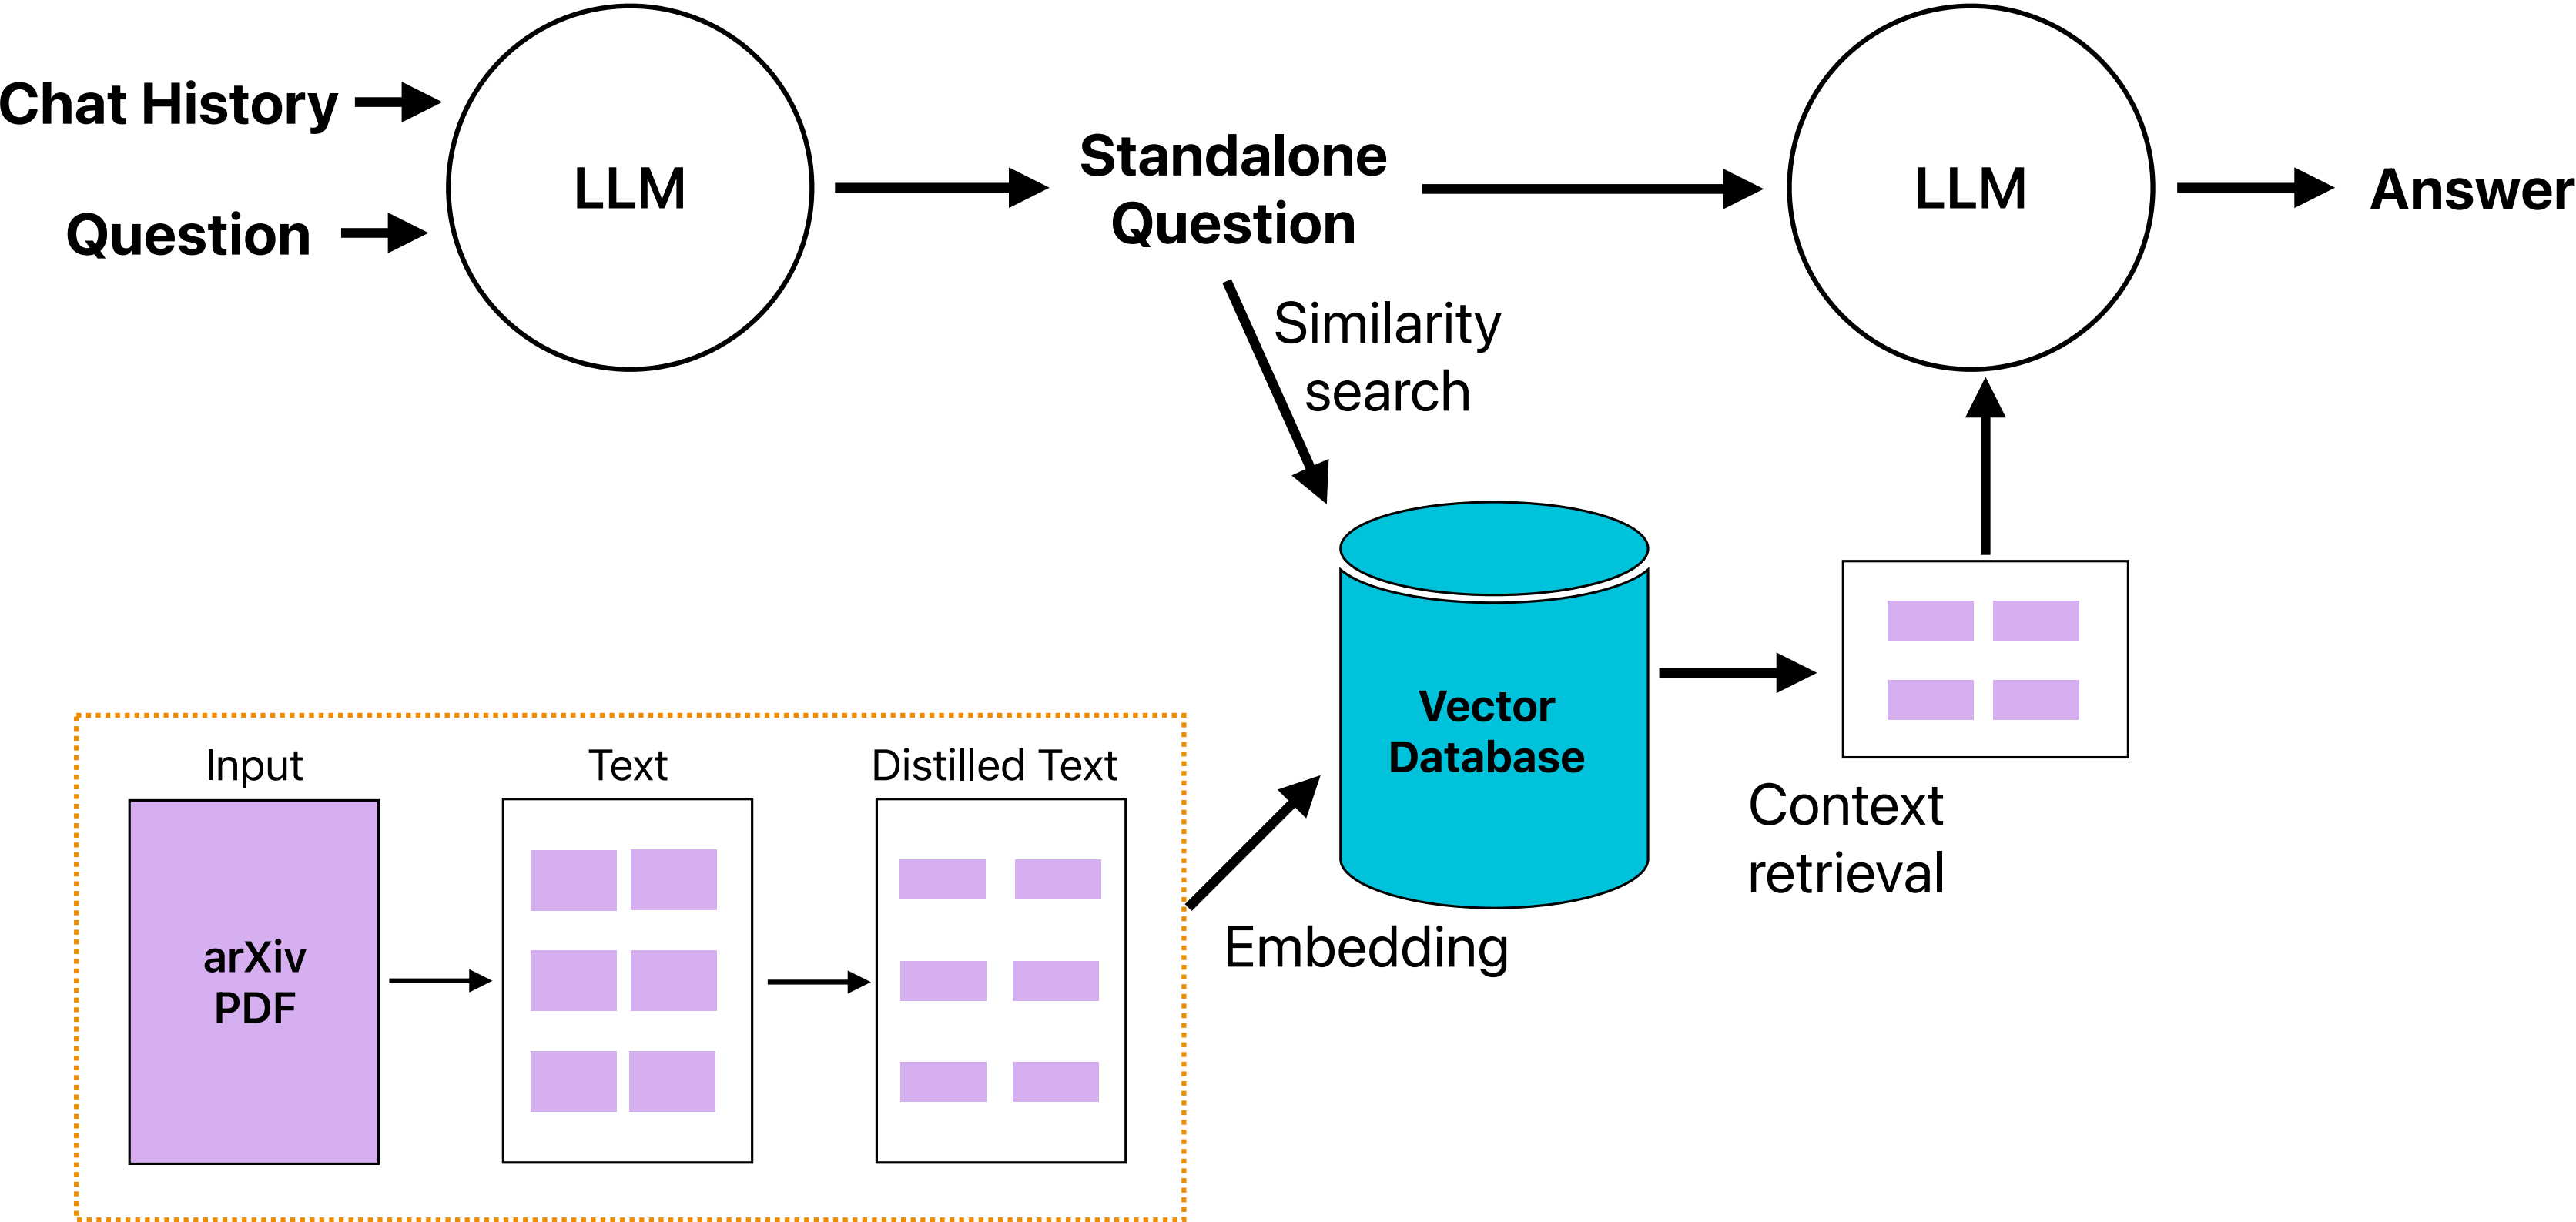 Chat History
Question
LLM
Standalone
Question
LLM
Answer
Similarity
search
Vector
Database
Context
retrieval
Input
Text
Distilled Text
arXiv
PDF
Embedding